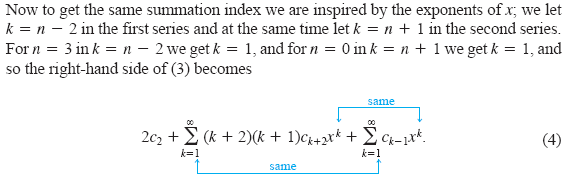 Now to get the same summation index we are inspired by the exponents of x; we let
k = n − 2 in the first series and at the same time let k = n + 1 in the second series.
For n = 3 in k = n − 2 we get k = 1, and for n = 0 in k = n + 1 we get k = 1, and
so the right-hand side of (3) becomes
same
2c₂ + ∑_{k=1}^{∞} (k + 2)(k + 1)c_{k+2}x^k + ∑_{k=1}^{∞} c_{k−1}x^k. (4)
same